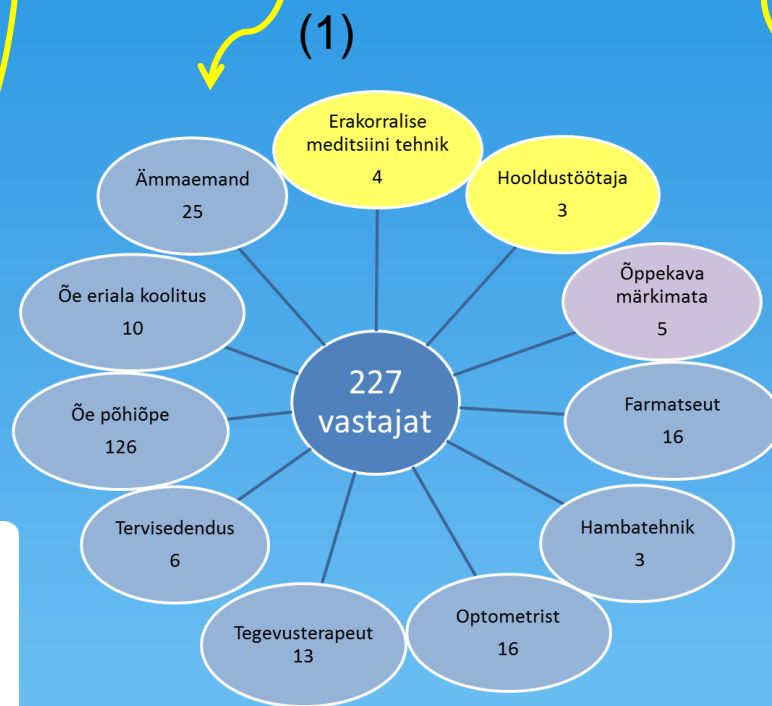 (1)
Erakorralise
meditsiini tehnik
4
Hooldustöötaja
3
Õppekava
märkimata
5
Farmatseut
16
Hambatehnik
3
Optometrist
16
Tegevusterapeut
13
Tervisedendus
6
Õe põhiõpe
126
Õe eriala koolitus
10
Ämmaemand
25
227
vastajat